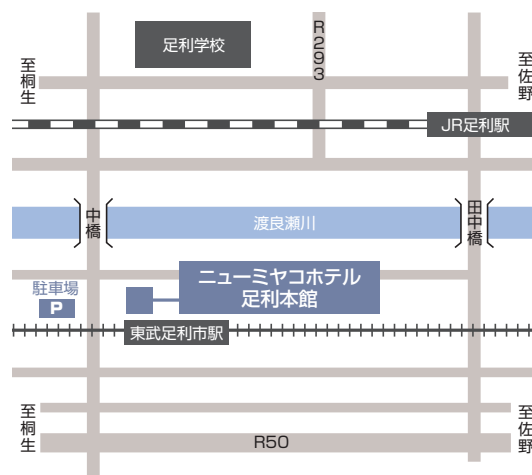 足利学校
R293
至桐生
至佐野
JR足利駅
中橋
渡良瀬川
田中橋
ニューミヤコホテル
足利本館
駐車場
P
東武足利市駅
至桐生
R50
至佐野